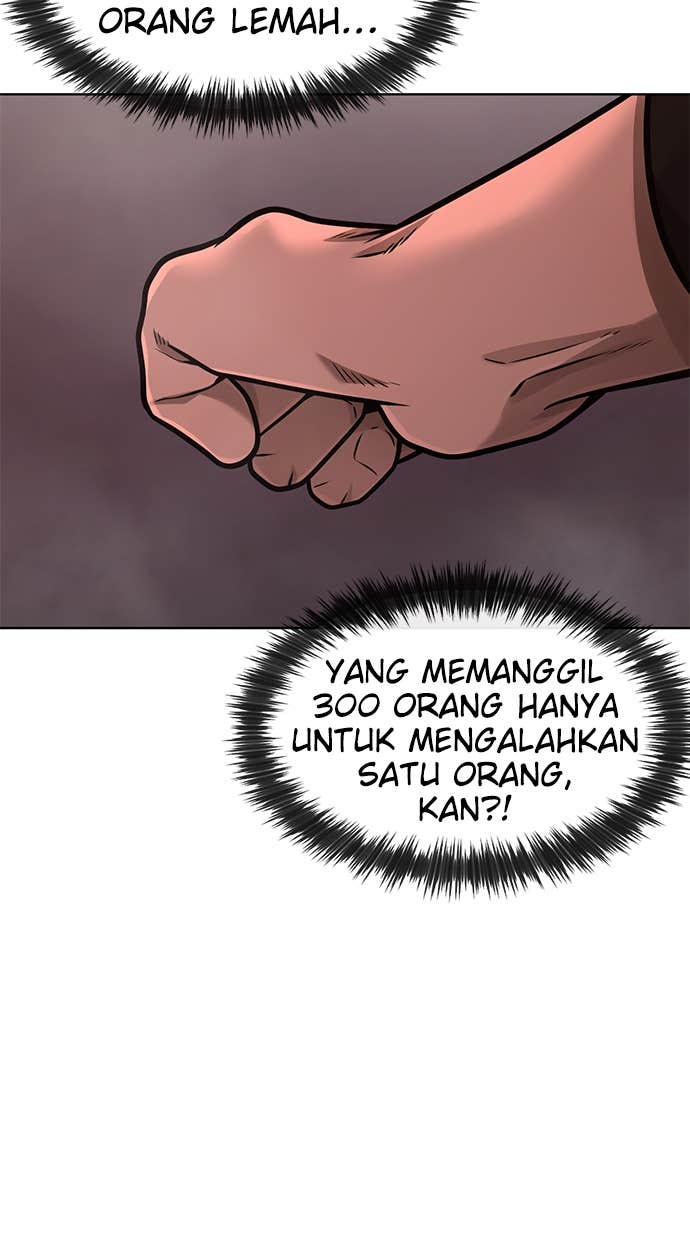 ORANG LEMAH...
YANG MEMANGGIL
300 ORANG HANYA
UNTUK MENGALAHKAN
SATU ORANG,
KAN?!